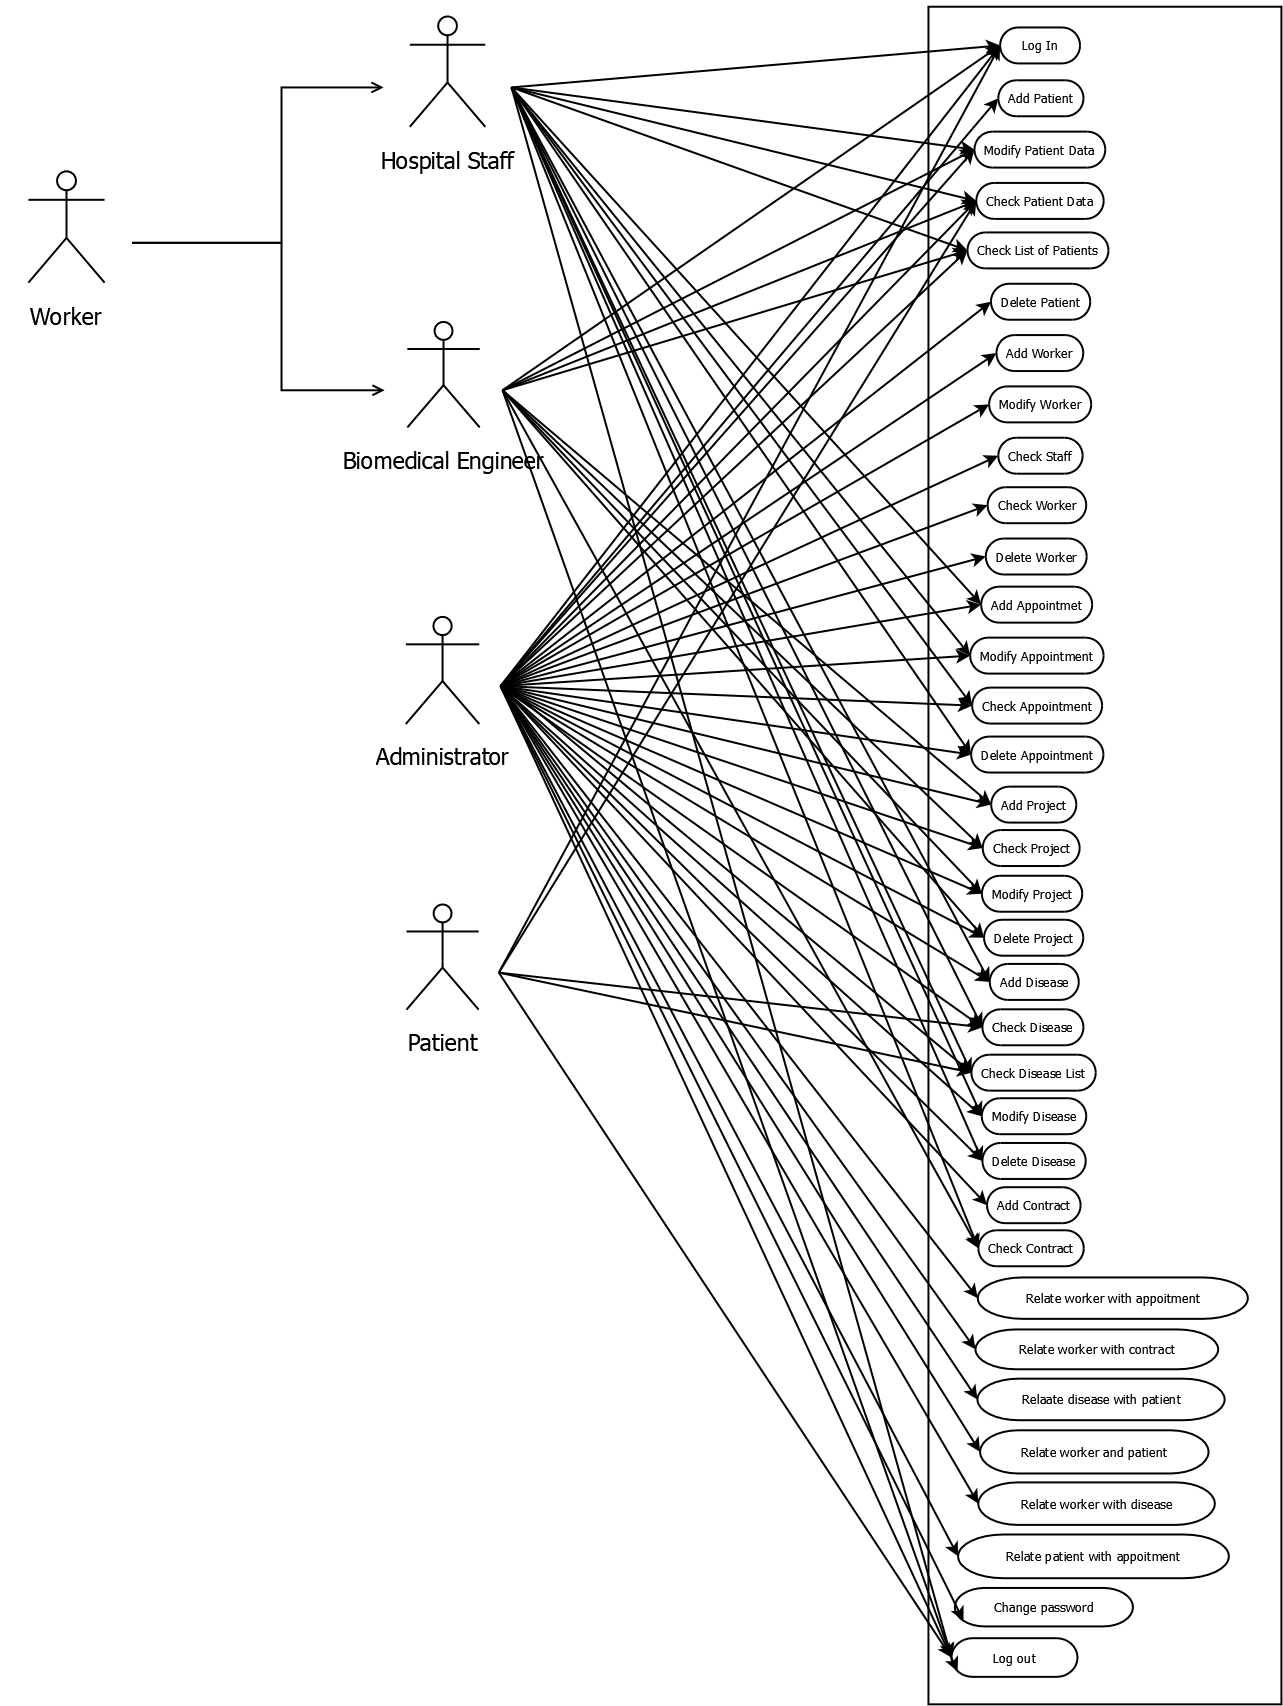 Worker
Hospital Staff
Biomedical Engineer
Administrator
Patient
Log In
Add Patient
Modify Patient Data
Check Patient Data
Check List of Patients
Delete Patient
Add Worker
Modify Worker
Check Staff
Check Worker
Delete Worker
Add Appointmet
Modify Appointment
Check Appointment
Delete Appointment
Add Project
Check Project
Modify Project
Delete Project
Add Disease
Check Disease
Check Disease List
Modify Disease
Delete Disease
Add Contract
Check Contract
Relate worker with appoitment
Relate worker with contract
Relaate disease with patient
Relate worker and patient
Relate worker with disease
Relate patient with appoitment
Change password
Log out